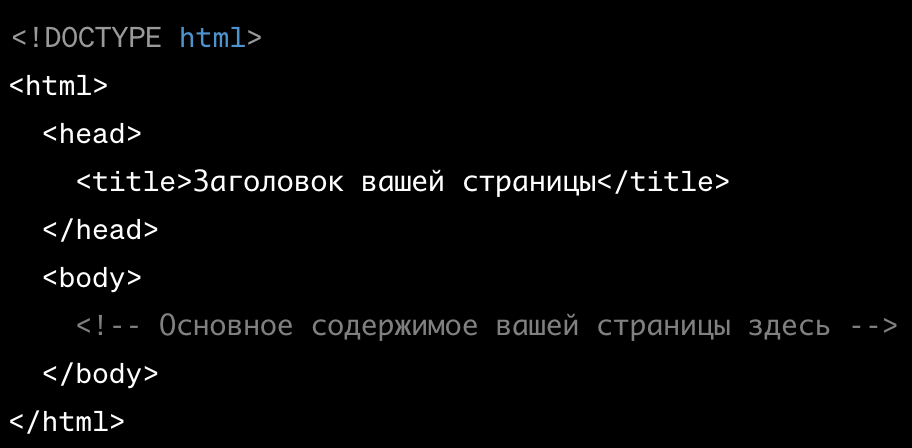 <!DOCTYPE html>
<html>
<head>
<title>Заголовок вашей страницы</title>
</head>
<body>
<!-- Основное содержимое вашей страницы здесь -->
</body>
</html>